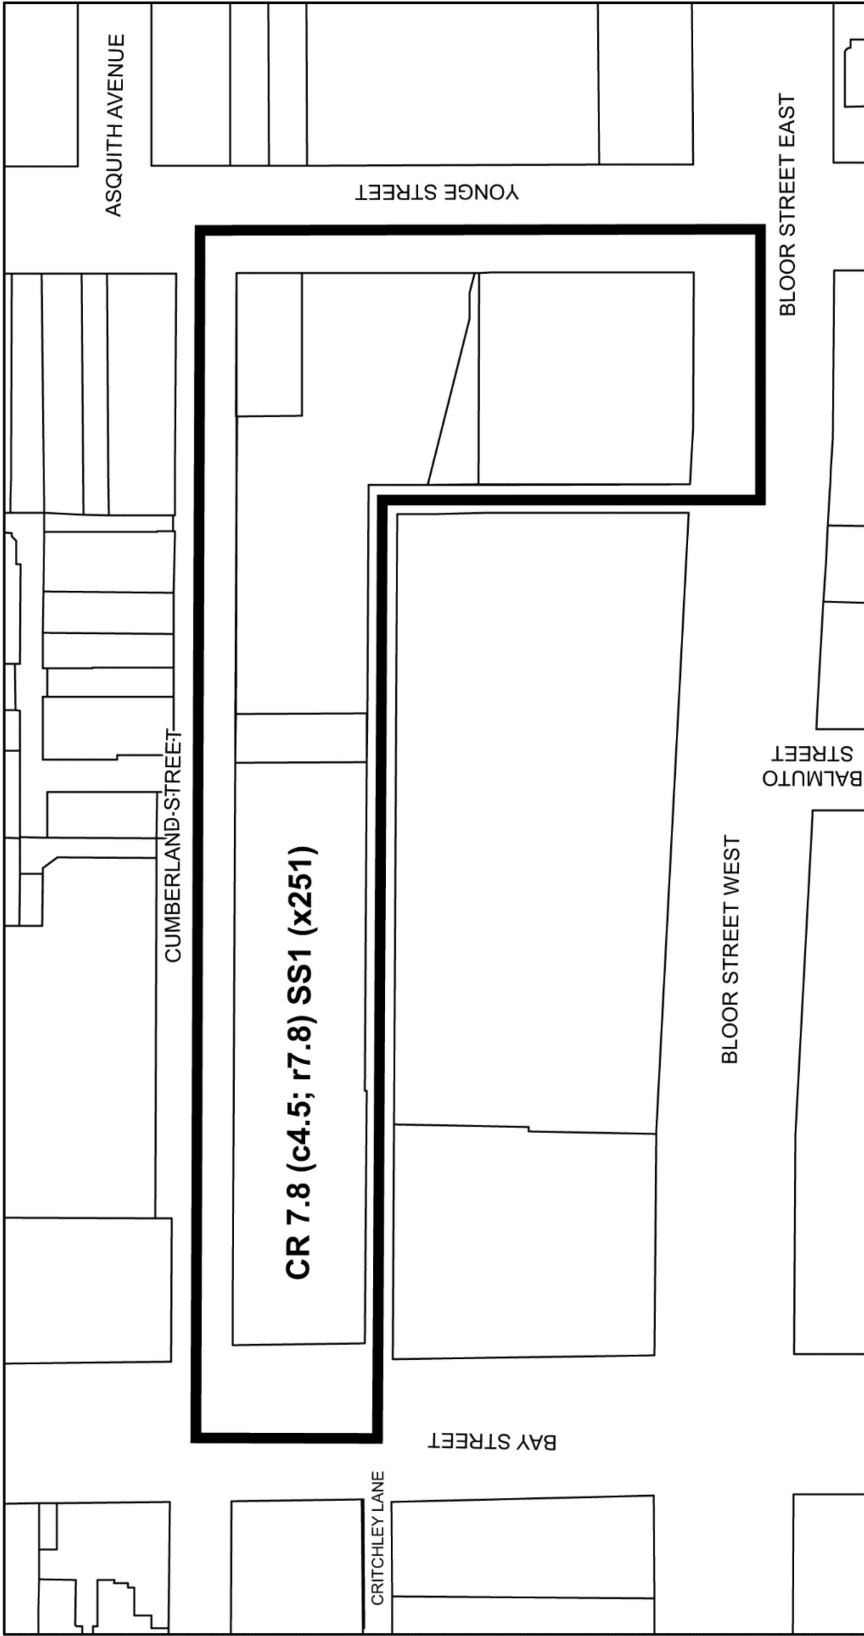 ASQUITH AVENUE
YONGE STREET
BLOOR STREET EAST
CUMBERLAND STREET
BALMUTO
STREET
CR 7.8 (c4.5; r7.8) SS1 (x251)
BLOOR STREET WEST
BAY STREET
CRITCHLEY LANE